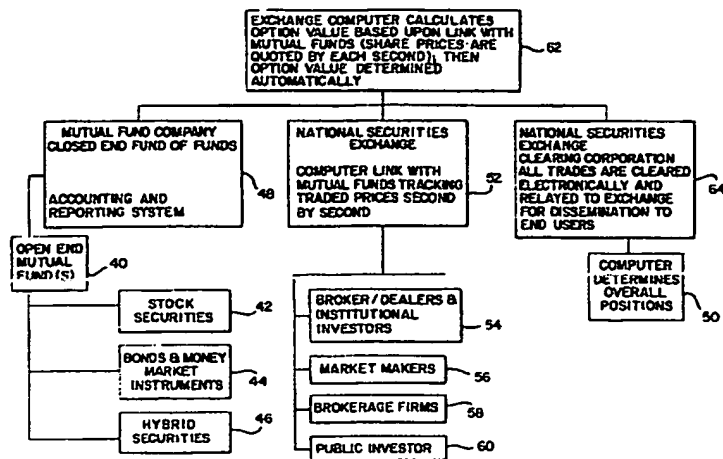 EXCHANGE COMPUTER CALCULATES
OPTION VALUE BASED UPON LINK WITH
MUTUAL FUNDS (SHARE PRICES ARE
QUOTED BY EACH SECOND), THEN
OPTION VALUE DETERMINED
AUTOMATICALLY
62
MUTUAL FUND COMPANY
CLOSED END FUND OF FUNDS
ACCOUNTING AND
REPORTING SYSTEM
48
NATIONAL SECURITIES
EXCHANGE
COMPUTER LINK WITH
MUTUAL FUNDS TRACKING
TRADED PRICES SECOND
BY SECOND
52
NATIONAL SECURITIES
EXCHANGE
CLEARING CORPORATION
ALL TRADES ARE CLEARED
ELECTRONICALLY AND
RELAYED TO EXCHANGE
FOR DISSEMINATION TO
END USERS
64
OPEN END
MUTUAL
FUND(S)
40
STOCK
SECURITIES
42
BONDS & MONEY
MARKET
INSTRUMENTS
44
HYBRID
SECURITIES
46
BROKER/DEALERS &
INSTITUTIONAL
INVESTORS
54
MARKET MAKERS
56
BROKERAGE FIRMS
58
PUBLIC INVESTOR
60
COMPUTER
DETERMINES
OVERALL
POSITIONS
50